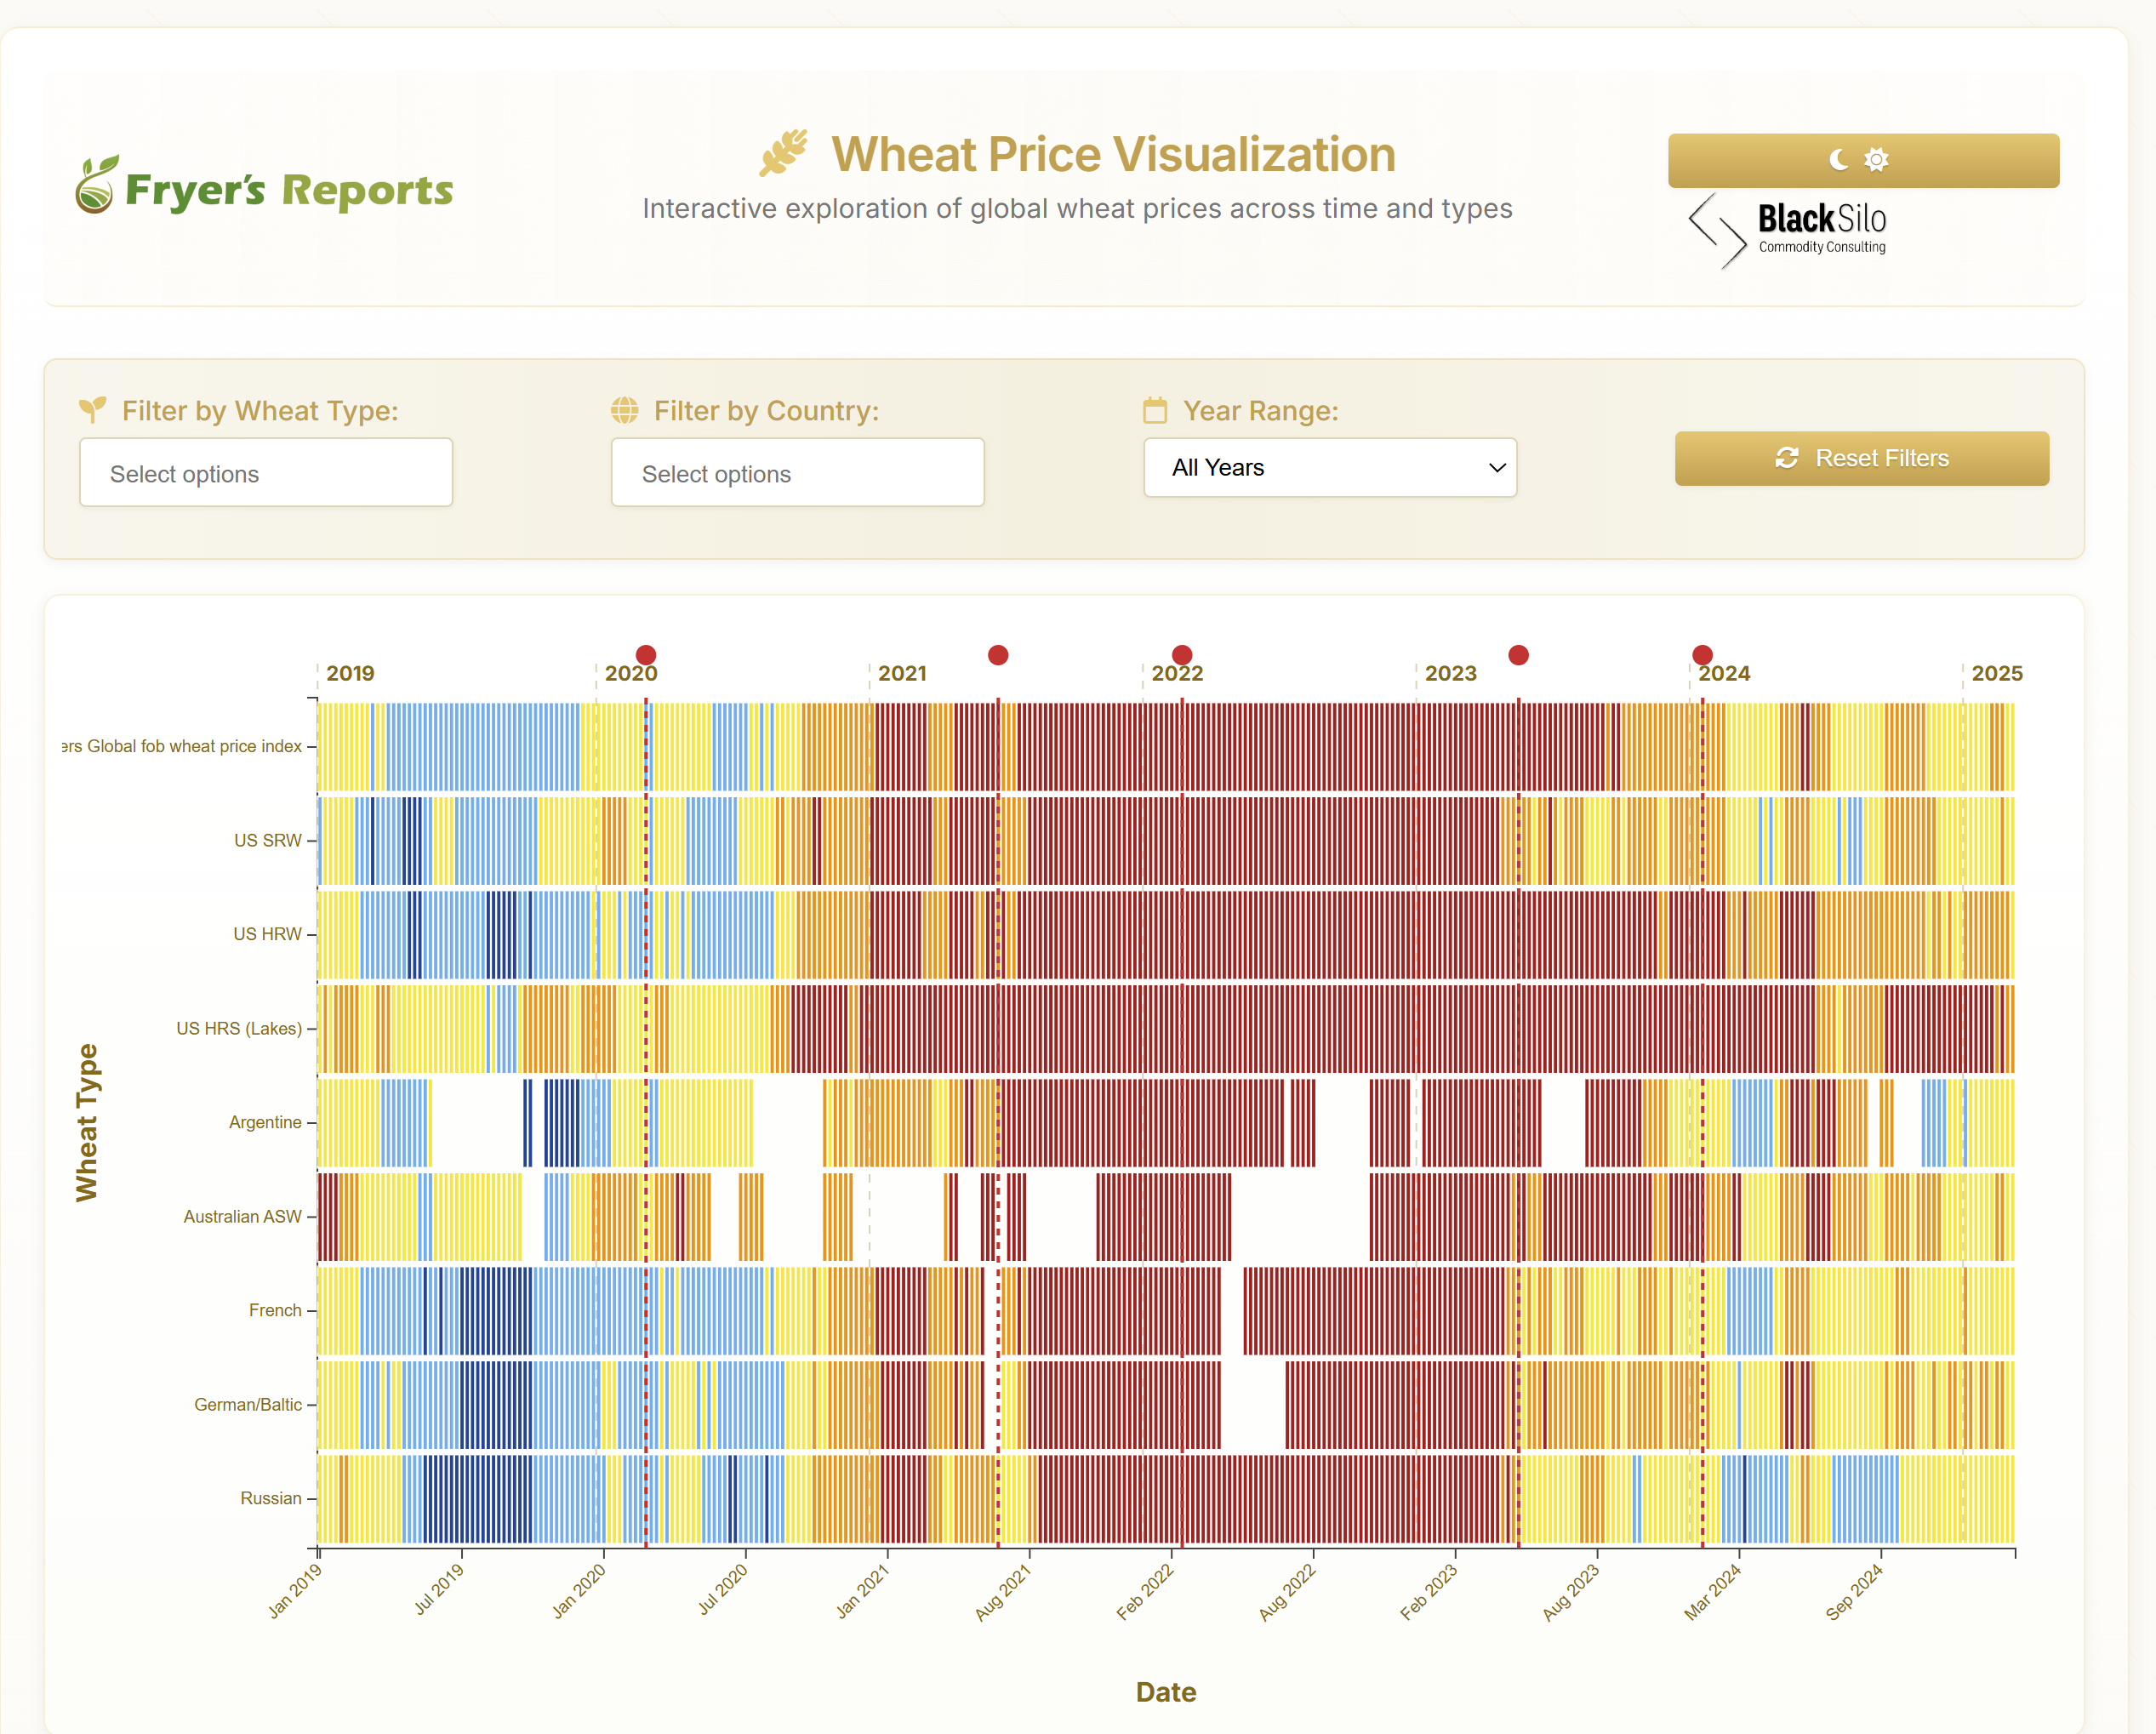 Fryer's Reports
Wheat Price Visualization
Interactive exploration of global wheat prices across time and types
BlackSilo
Commodity Consulting
Filter by Wheat Type:
Select options
Filter by Country:
Select options
Year Range:
All Years
Reset Filters
2019 2020 2021 2022 2023 2024 2025
ers Global fob wheat price index
US SRW
US HRW
US HRS (Lakes)
Argentine
Australian ASW
French
German/Baltic
Russian
Wheat Type
Jan 2019 Jul 2019 Jan 2020 Jul 2020 Jan 2021 Aug 2021 Feb 2022 Aug 2022 Feb 2023 Aug 2023 Mar 2024 Sep 2024
Date